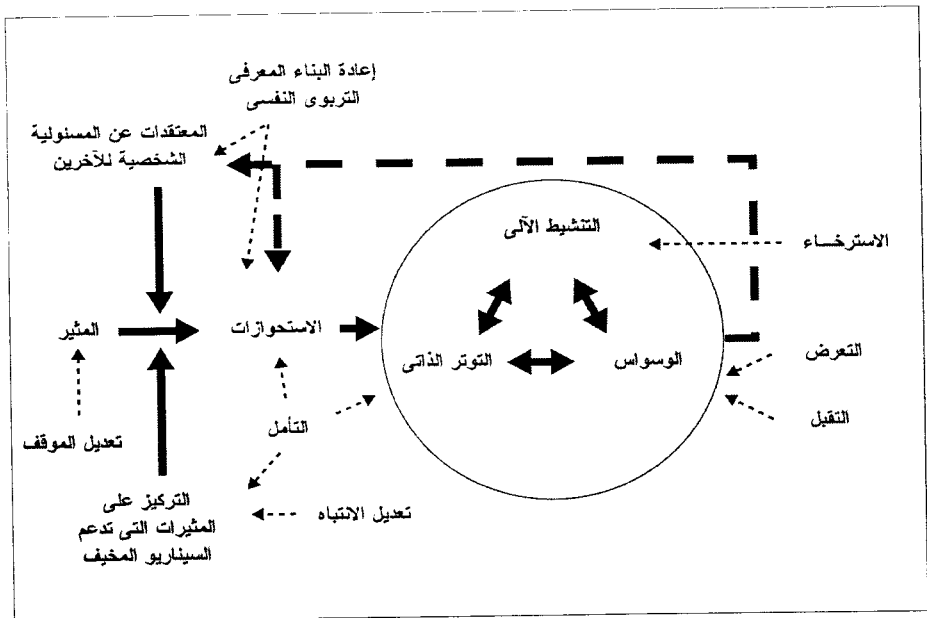 إعادة البناء المعرفى
التربوى النفسى
المعتقدات عن المسئولية
الشخصية للآخرين
التنشيط الآلى
الاسترخــاء
المثير
الاستحوازات
التوتر الذاتى
الوسواس
التعرض
التقبل
تعديل الموقف
التأمل
التركيز على
المثيرات التى تدعم
السيناريو المخيف
تعديل الانتباه